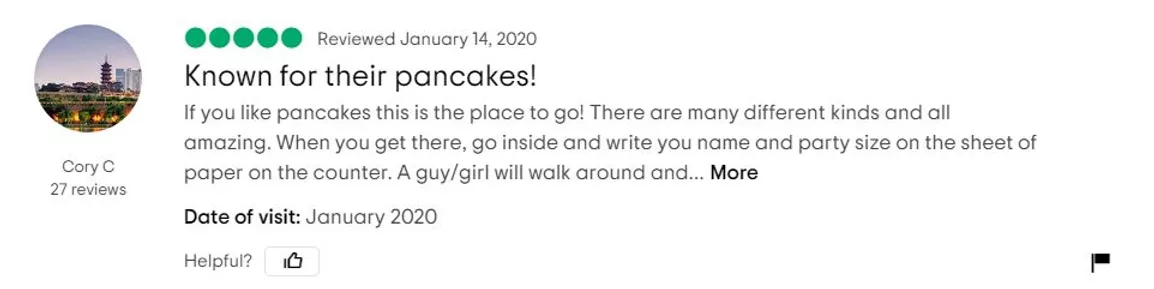 Reviewed January 14, 2020
Known for their pancakes!
If you like pancakes this is the place to go! There are many different kinds and all
amazing. When you get there, go inside and write you name and party size on the sheet of
paper on the counter. A guy/girl will walk around and... More
Cory C
27 reviews
Date of visit: January 2020
Helpful?